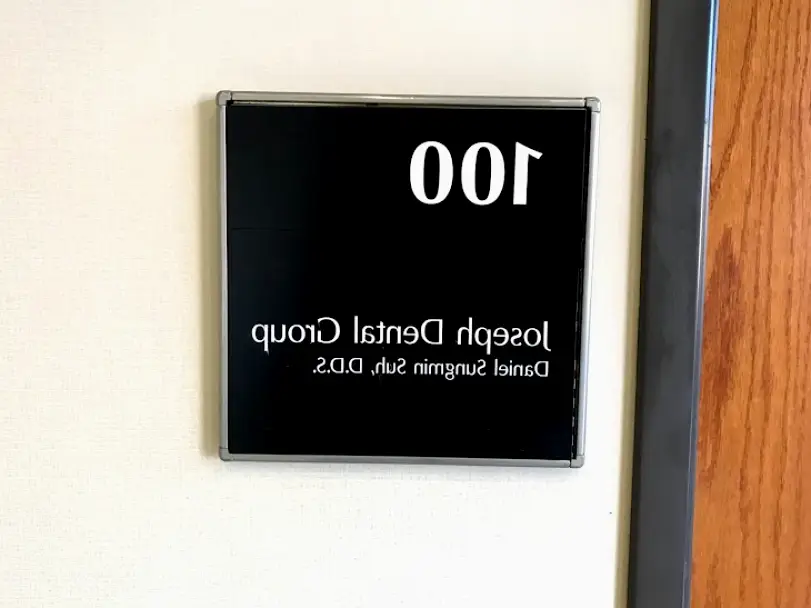 100
Joseph Dental Group
Daniel Sungmin Suh, D.D.S.